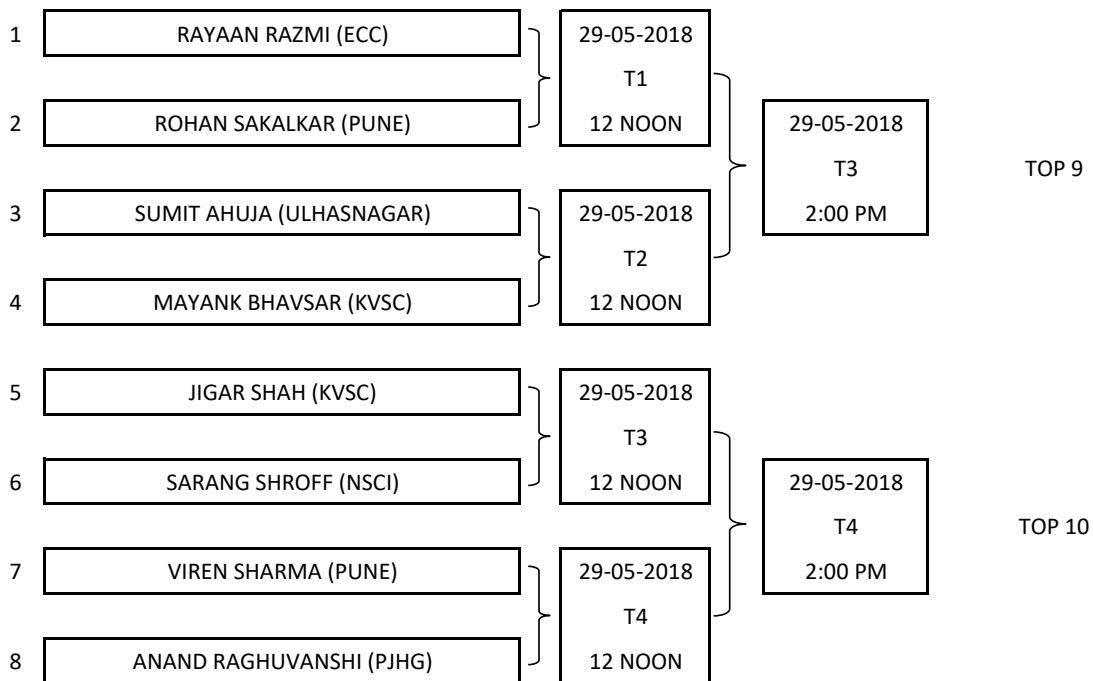 1 RAYAAN RAZMI (ECC) 29-05-2018
T1
2 ROHAN SAKALKAR (PUNE) 12 NOON 29-05-2018
T3 TOP 9
3 SUMIT AHUJA (ULHASNAGAR) 29-05-2018 2:00 PM
T2
4 MAYANK BHAVSAR (KVSC) 12 NOON
5 JIGAR SHAH (KVSC) 29-05-2018
T3
6 SARANG SHROFF (NSCI) 12 NOON 29-05-2018
T4 TOP 10
7 VIREN SHARMA (PUNE) 29-05-2018 2:00 PM
T4
8 ANAND RAGHUVANSHI (PJHG) 12 NOON